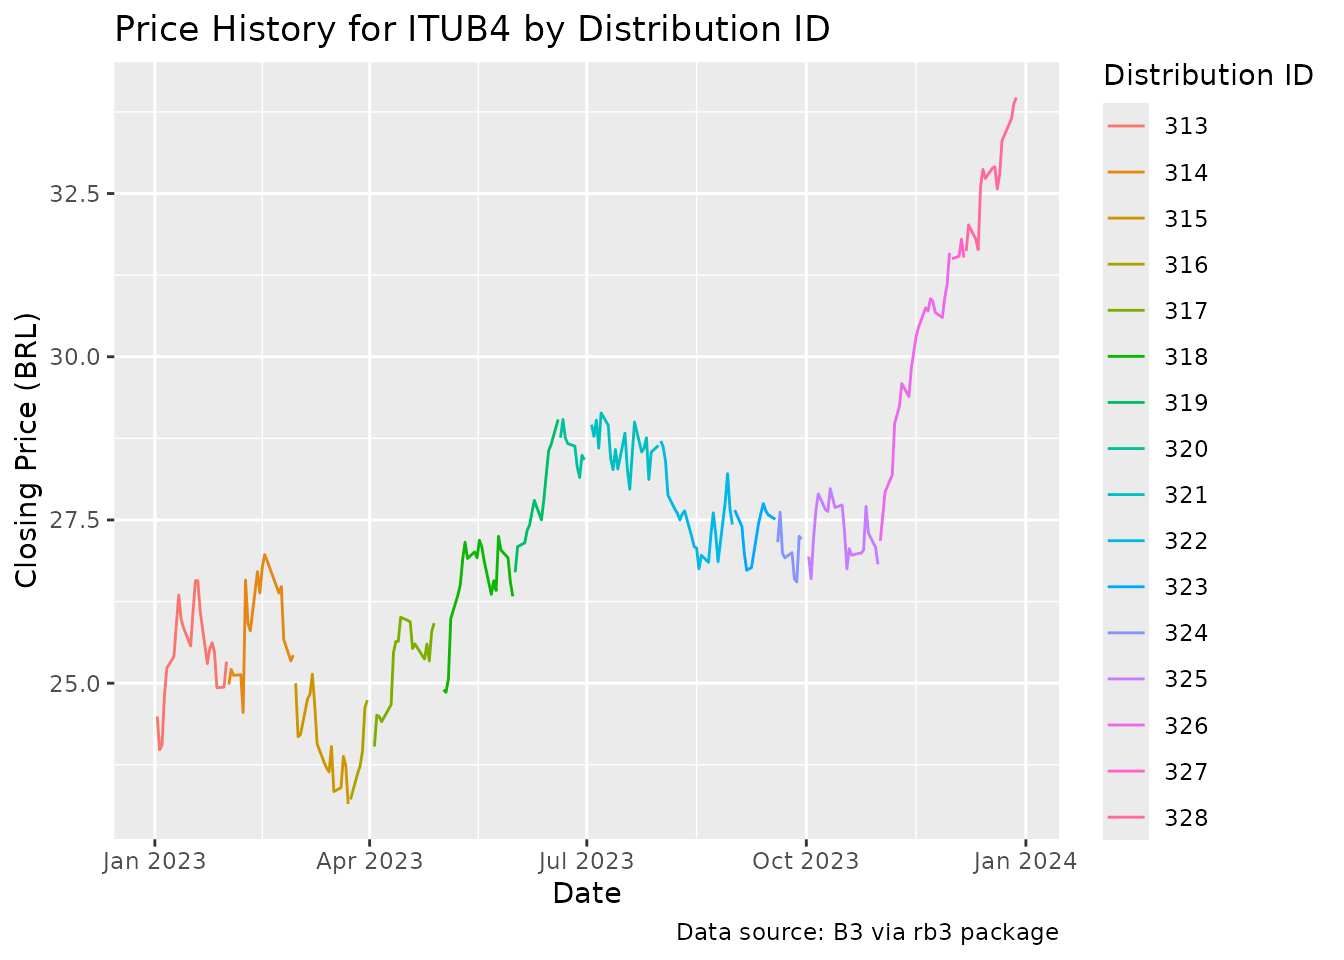 Price History for ITUB4 by Distribution ID
Closing Price (BRL)
32.5
30.0
27.5
25.0
Jan 2023
Apr 2023
Jul 2023
Oct 2023
Jan 2024
Date
Distribution ID
313
314
315
316
317
318
319
320
321
322
323
324
325
326
327
328
Data source: B3 via rb3 package